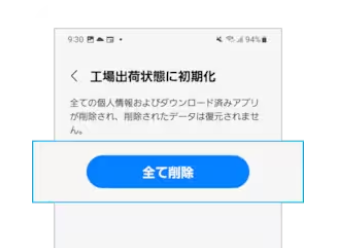 9:30 94%
工場出荷状態に初期化
全ての個人情報およびダウンロード済みアプリ
が削除され、削除されたデータは復元されませ
ん。
全て削除